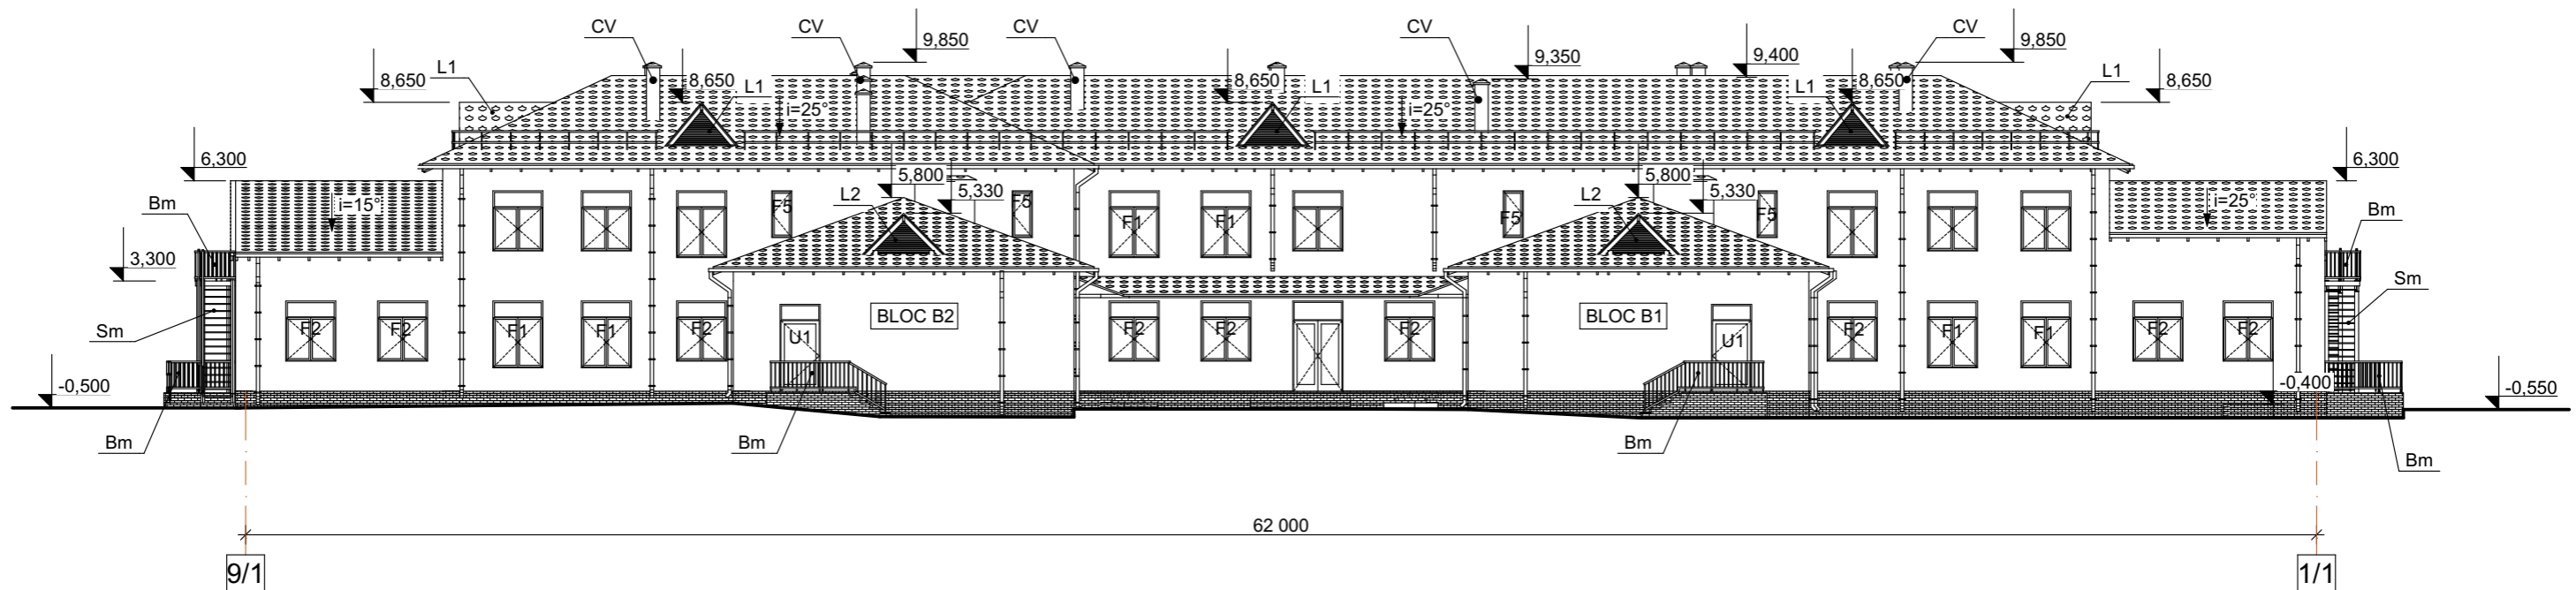 CV
CV
CV
CV
CV
9,850
9,350
9,400
9,850
L1
8,650
8,650
L1
8,650
L1
L1
8,650
L1
8,650
i=25°
i=25°
6,300
5,800
5,330
5,800
5,330
6,300
Bm
i=15°
F5
L2
F5
F1
F1
F5
L2
F5
i=25°
Bm
3,300
Sm
F2
F2
F1
F1
F2
U1
BLOC B2
F2
F2
F2
BLOC B1
U1
F2
F1
F1
F2
F2
Sm
-0,500
-0,400
-0,550
Bm
Bm
Bm
Bm
62 000
9/1
1/1